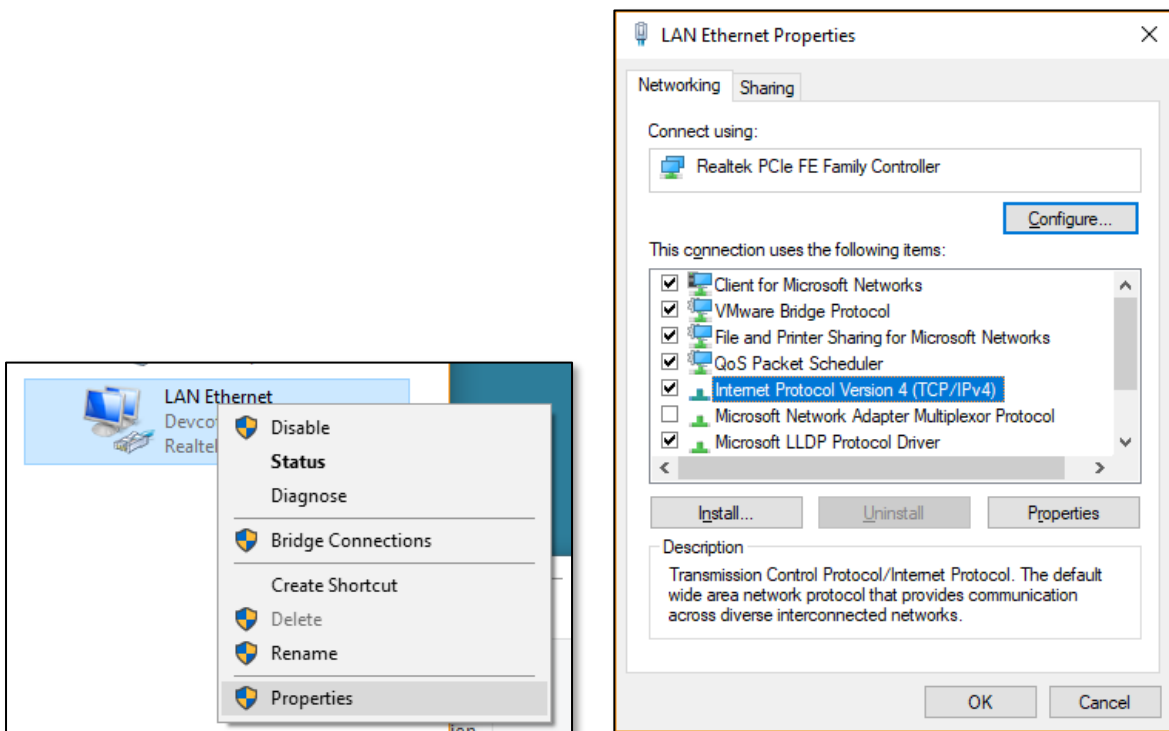 LAN Ethernet
Realtek
Disable
Status
Diagnose
Bridge Connections
Create Shortcut
Delete
Rename
Properties
LAN Ethernet Properties
Networking
Sharing
Connect using:
Realtek PCIe FE Family Controller
Configure...
This connection uses the following items:
Client for Microsoft Networks
VMware Bridge Protocol
File and Printer Sharing for Microsoft Networks
QoS Packet Scheduler
Internet Protocol Version 4 (TCP/IPv4)
Microsoft Network Adapter Multiplexor Protocol
Microsoft LLDP Protocol Driver
Install...
Uninstall
Properties
Description
Transmission Control Protocol/Internet Protocol. The default
wide area network protocol that provides communication
across diverse interconnected networks.
OK
Cancel